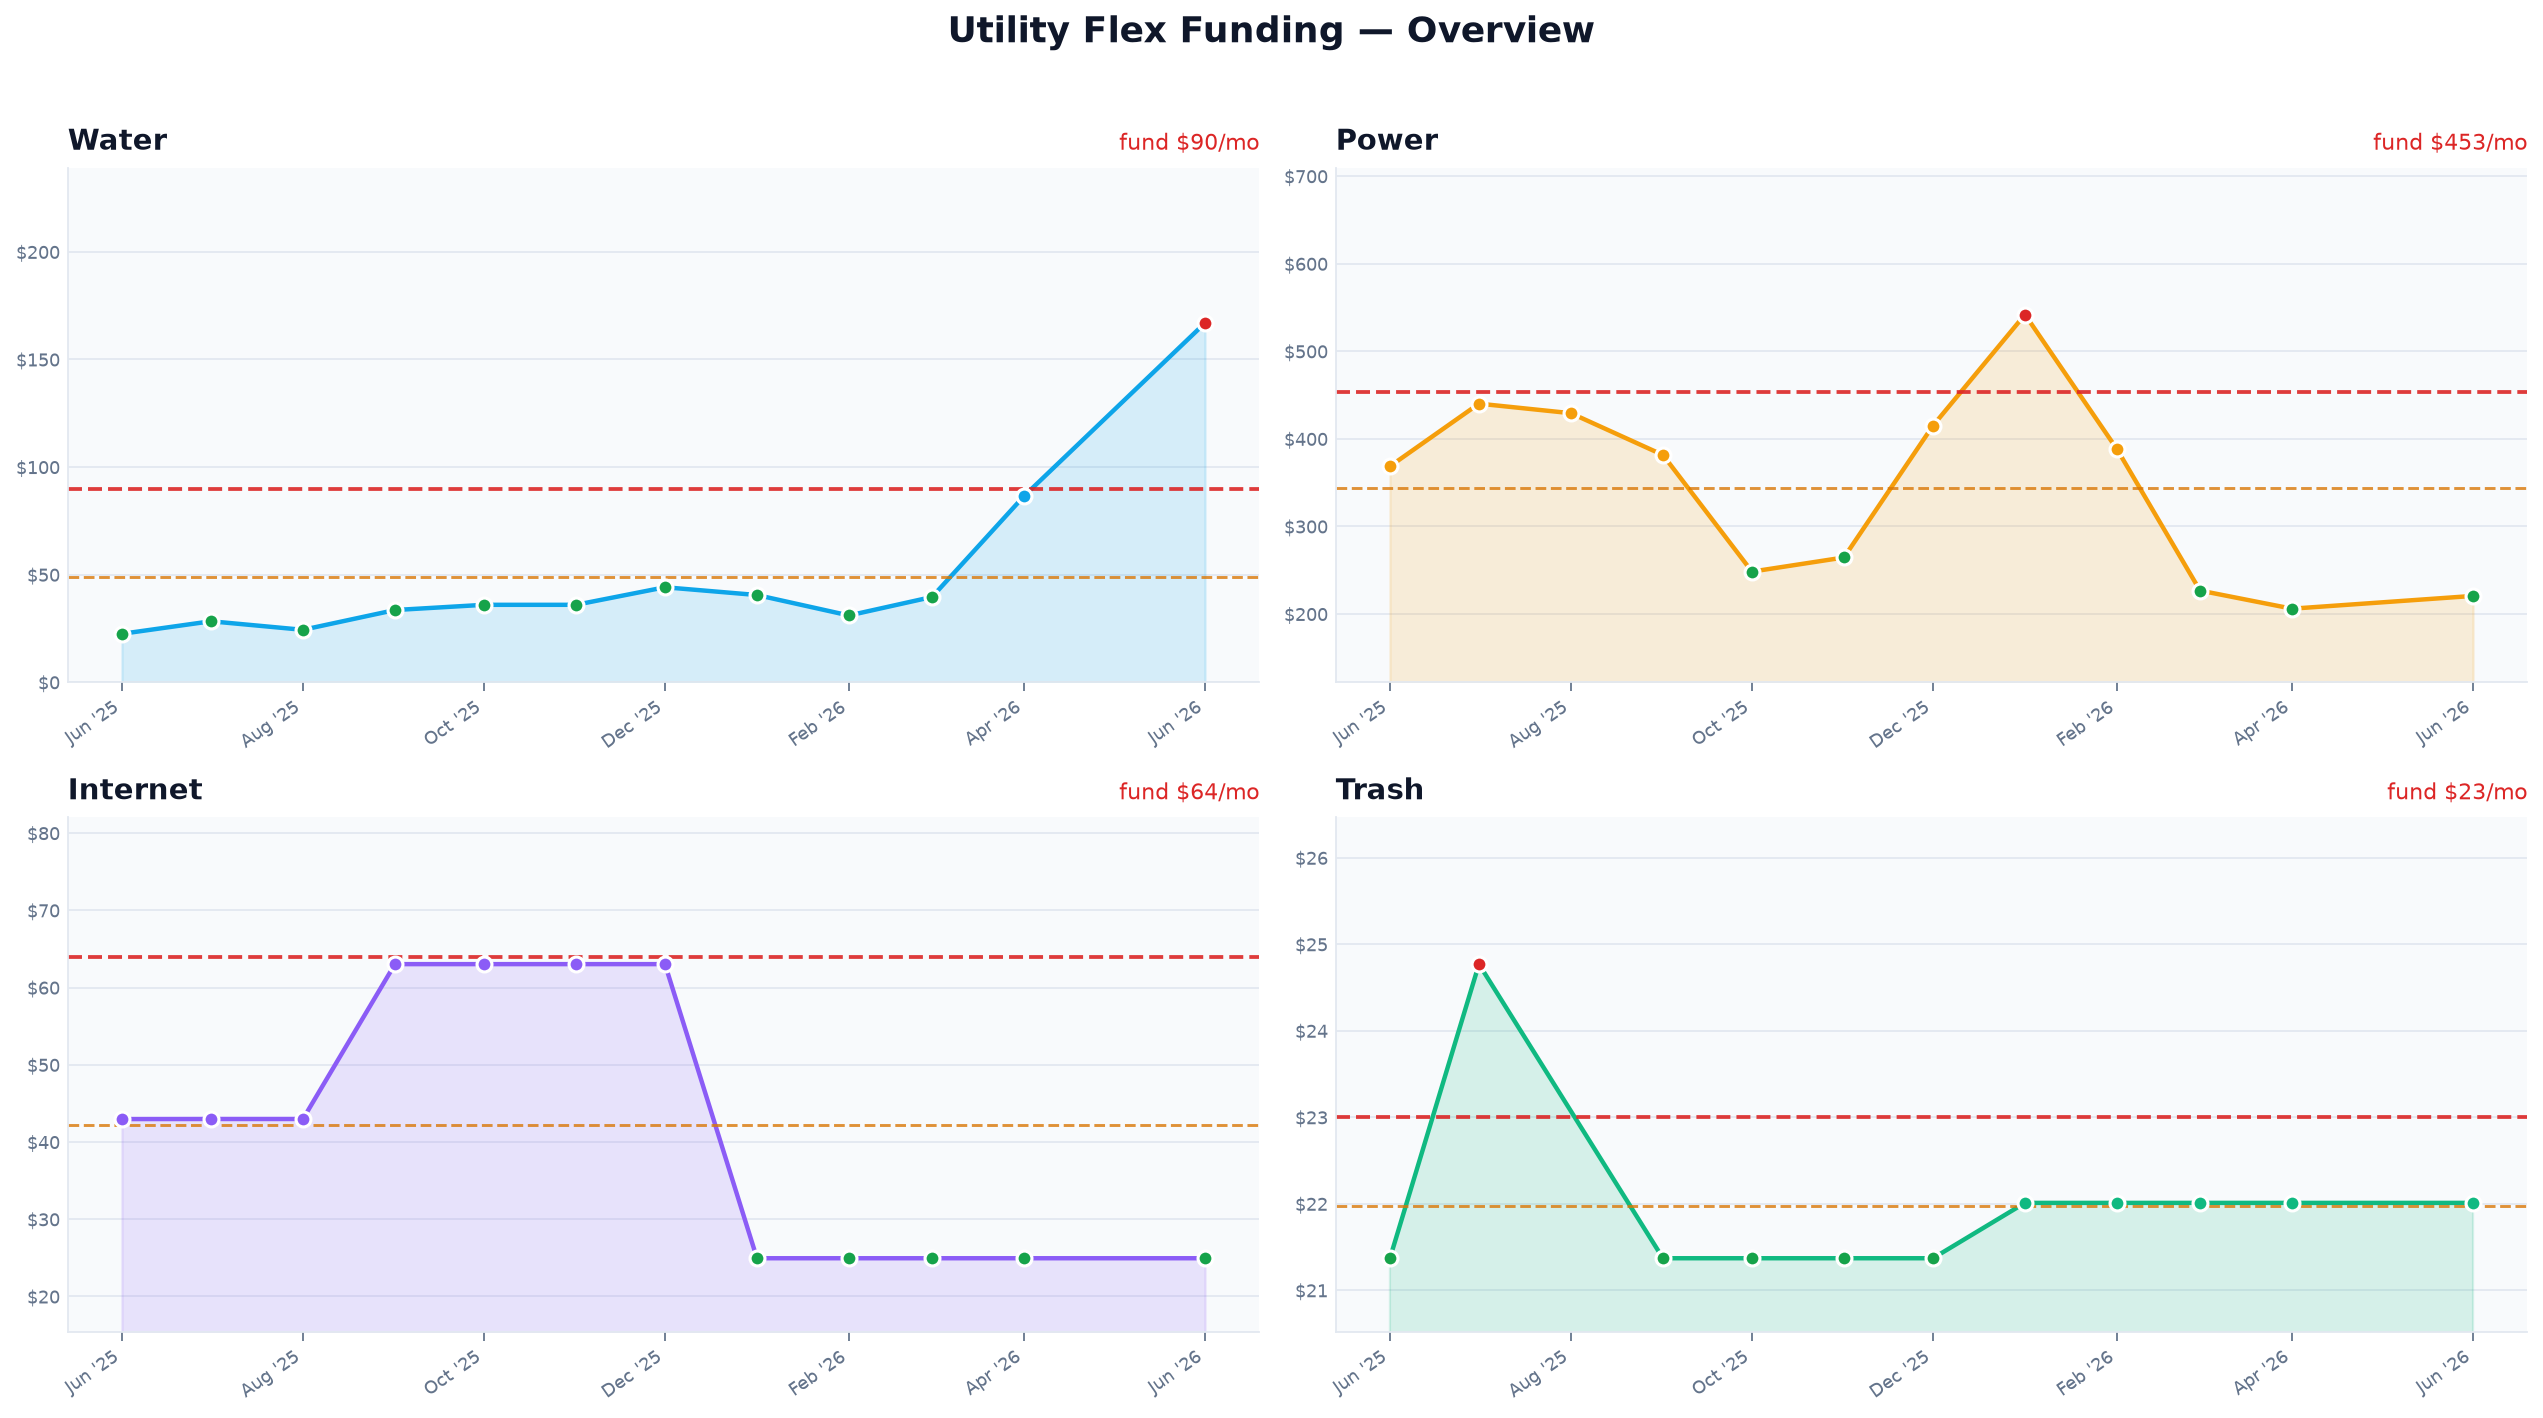 Utility Flex Funding — Overview
Water
fund $90/mo
$200
$150
$100
$50
$0
Jun '25
Aug '25
Oct '25
Dec '25
Feb '26
Apr '26
Jun '26
Power
fund $453/mo
$700
$600
$500
$400
$300
$200
Jun '25
Aug '25
Oct '25
Dec '25
Feb '26
Apr '26
Jun '26
Internet
fund $64/mo
$80
$70
$60
$50
$40
$30
$20
Jun '25
Aug '25
Oct '25
Dec '25
Feb '26
Apr '26
Jun '26
Trash
fund $23/mo
$26
$25
$24
$23
$22
$21
Jun '25
Aug '25
Oct '25
Dec '25
Feb '26
Apr '26
Jun '26